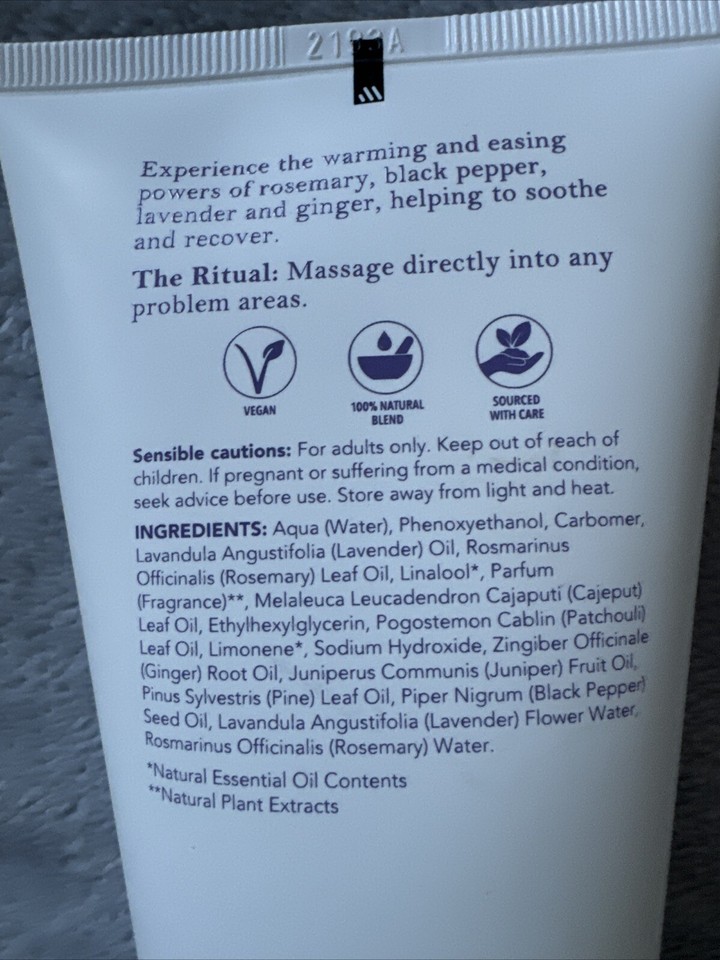 Experience the warming and easing
powers of rosemary, black pepper,
lavender and ginger, helping to soothe
and recover.
The Ritual: Massage directly into any
problem areas.
VEGAN
100% NATURAL
BLEND
SOURCED
WITH CARE
Sensible cautions: For adults only. Keep out of reach of
children. If pregnant or suffering from a medical condition,
seek advice before use. Store away from light and heat.
INGREDIENTS: Aqua (Water), Phenoxyethanol, Carbomer,
Lavandula Angustifolia (Lavender) Oil, Rosmarinus
Officinalis (Rosemary) Leaf Oil, Linalool*, Parfum
(Fragrance)**, Melaleuca Leucadendron Cajaputi (Cajeput)
Leaf Oil, Ethylhexylglycerin, Pogostemon Cablin (Patchouli)
Leaf Oil, Limonene*, Sodium Hydroxide, Zingiber Officinale
(Ginger) Root Oil, Juniperus Communis (Juniper) Fruit Oil,
Pinus Sylvestris (Pine) Leaf Oil, Piper Nigrum (Black Pepper)
Seed Oil, Lavandula Angustifolia (Lavender) Flower Water,
Rosmarinus Officinalis (Rosemary) Water.
*Natural Essential Oil Contents
**Natural Plant Extracts